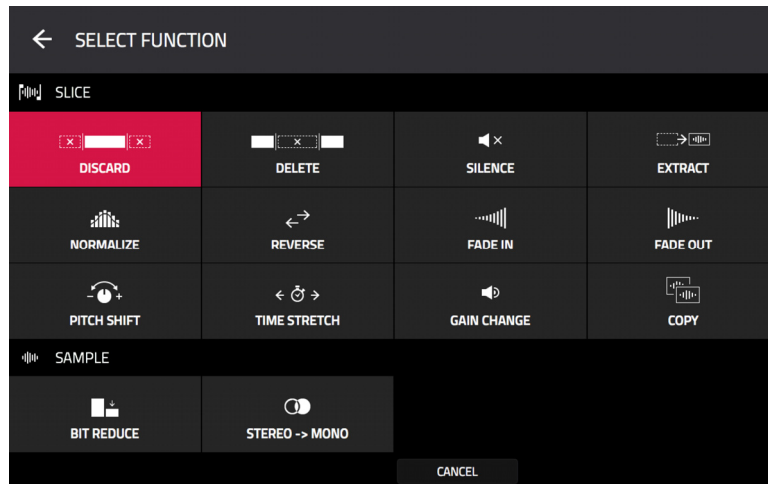 SELECT FUNCTION
SLICE
DISCARD
DELETE
SILENCE
EXTRACT
NORMALIZE
REVERSE
FADE IN
FADE OUT
PITCH SHIFT
TIME STRETCH
GAIN CHANGE
COPY
SAMPLE
BIT REDUCE
STEREO -> MONO
CANCEL